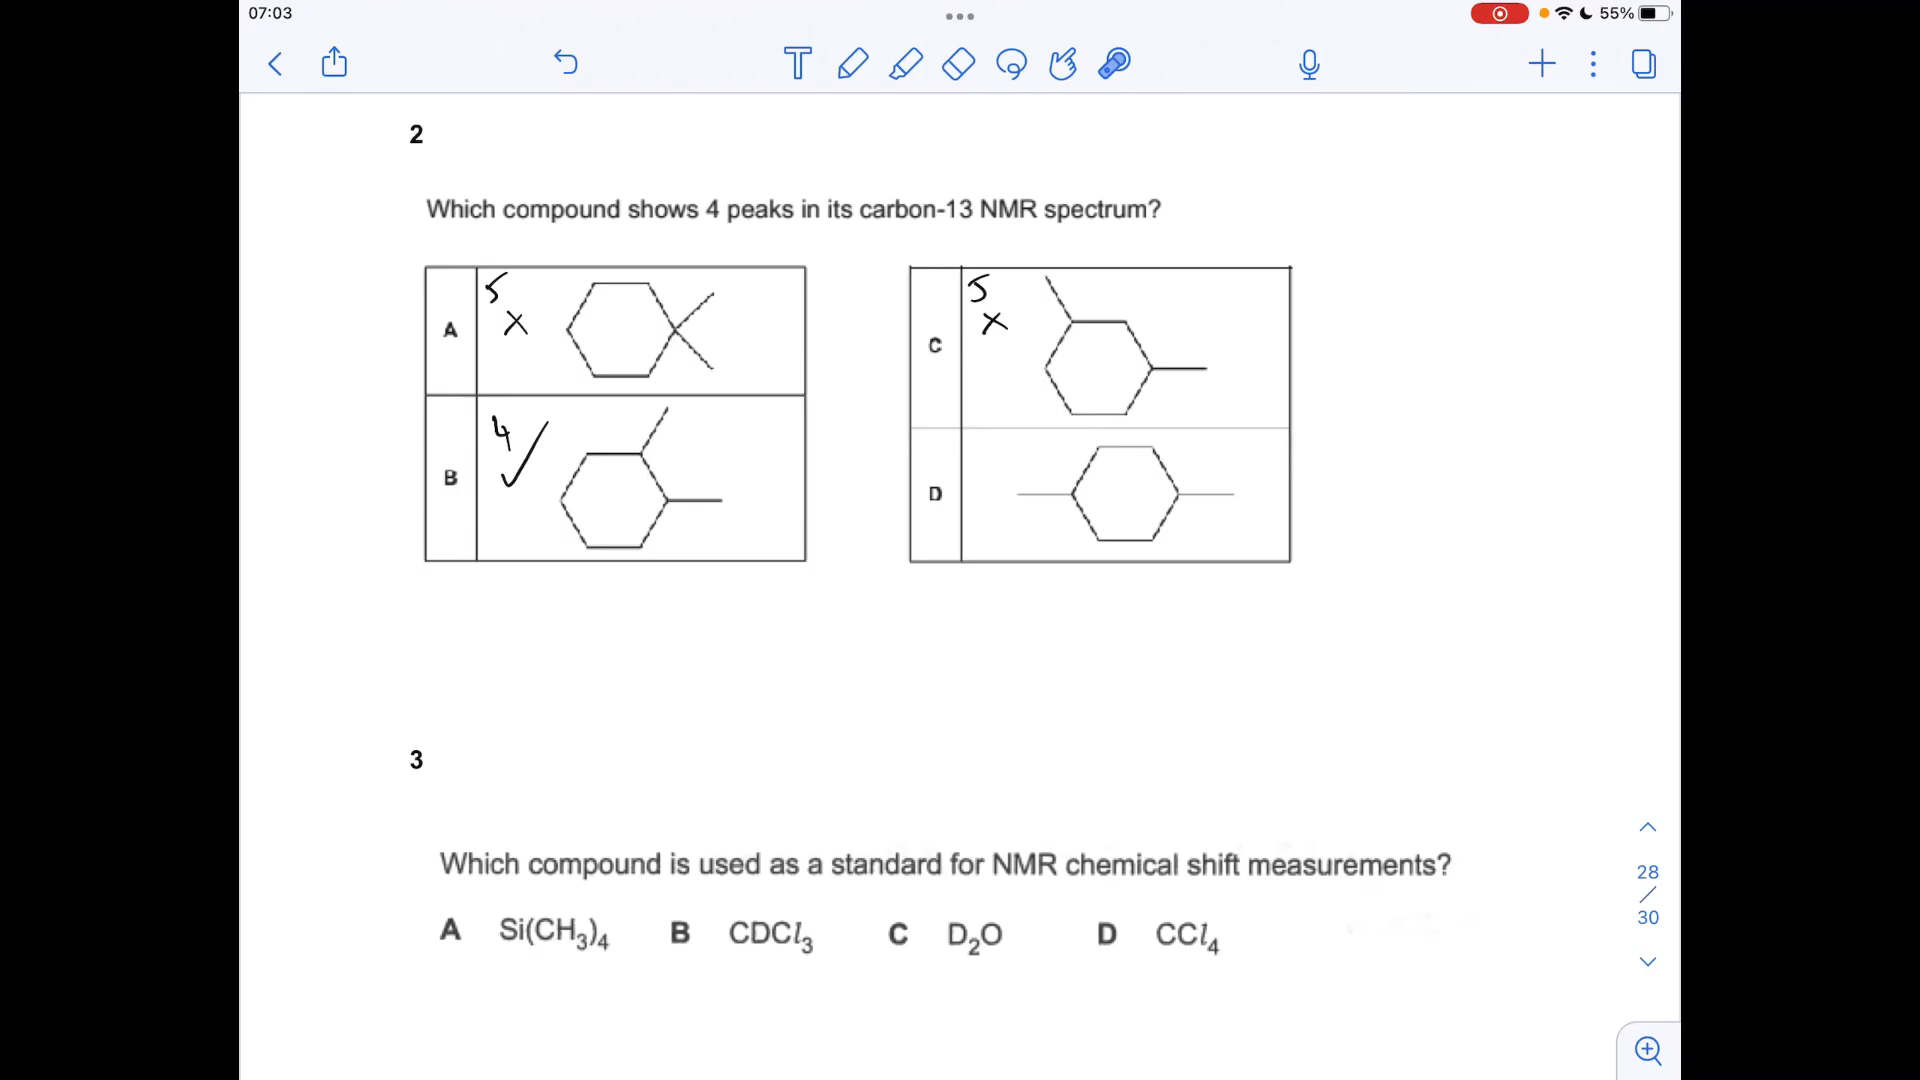 07:03
55%
2
Which compound shows 4 peaks in its carbon-13 NMR spectrum?
A 5 x
B 4 ✓
C 5 x
D
3
Which compound is used as a standard for NMR chemical shift measurements?
A Si(CH₃)₄ B CDCl₃ C D₂O D CCl₄
28
/
30